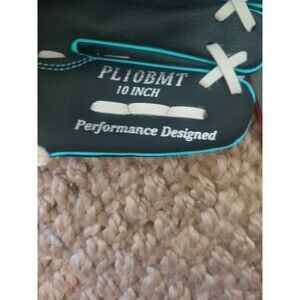 PL10BMT
10 INCH
Performance Designed